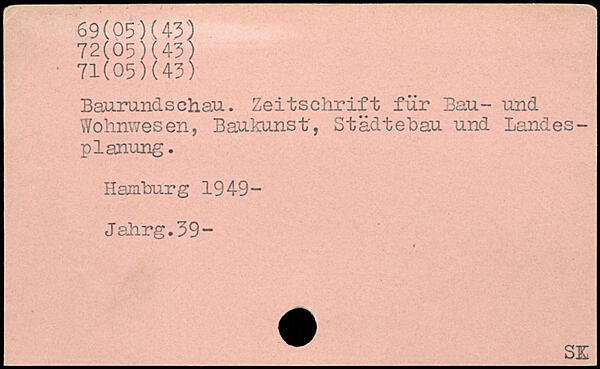 69(05)(43)
72(05)(43)
71(05)(43)
Baurundschau. Zeitschrift für Bau- und
Wohnwesen, Baukunst, Städtebau und Landes-
planung.
Hamburg 1949-
Jahrg.39-
SK